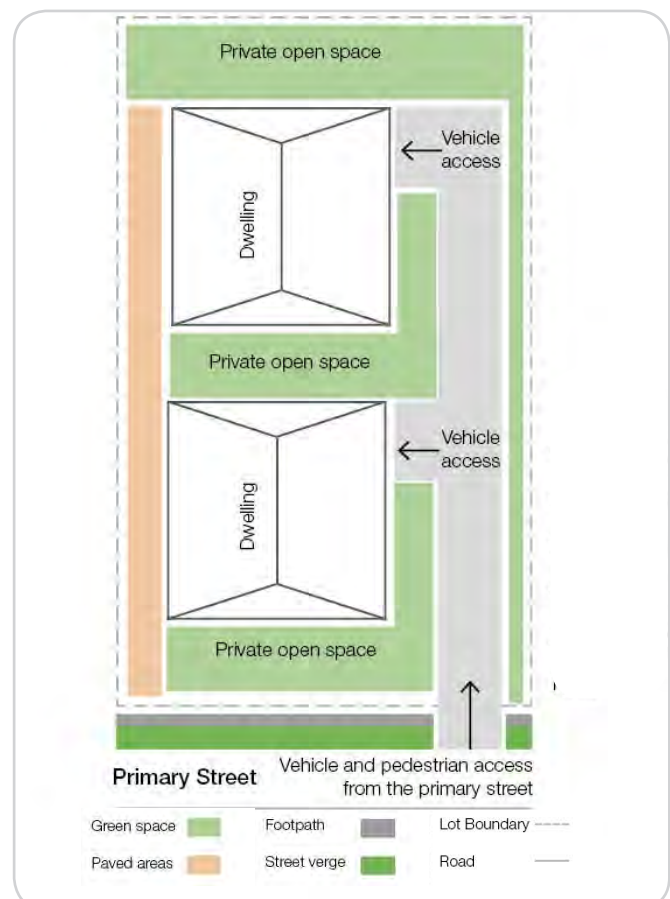 Private open space
Vehicle
access
Dwelling
Private open space
Vehicle
access
Dwelling
Private open space
Primary Street
Vehicle and pedestrian access
from the primary street
Green space
Footpath
Lot Boundary
Paved areas
Street verge
Road